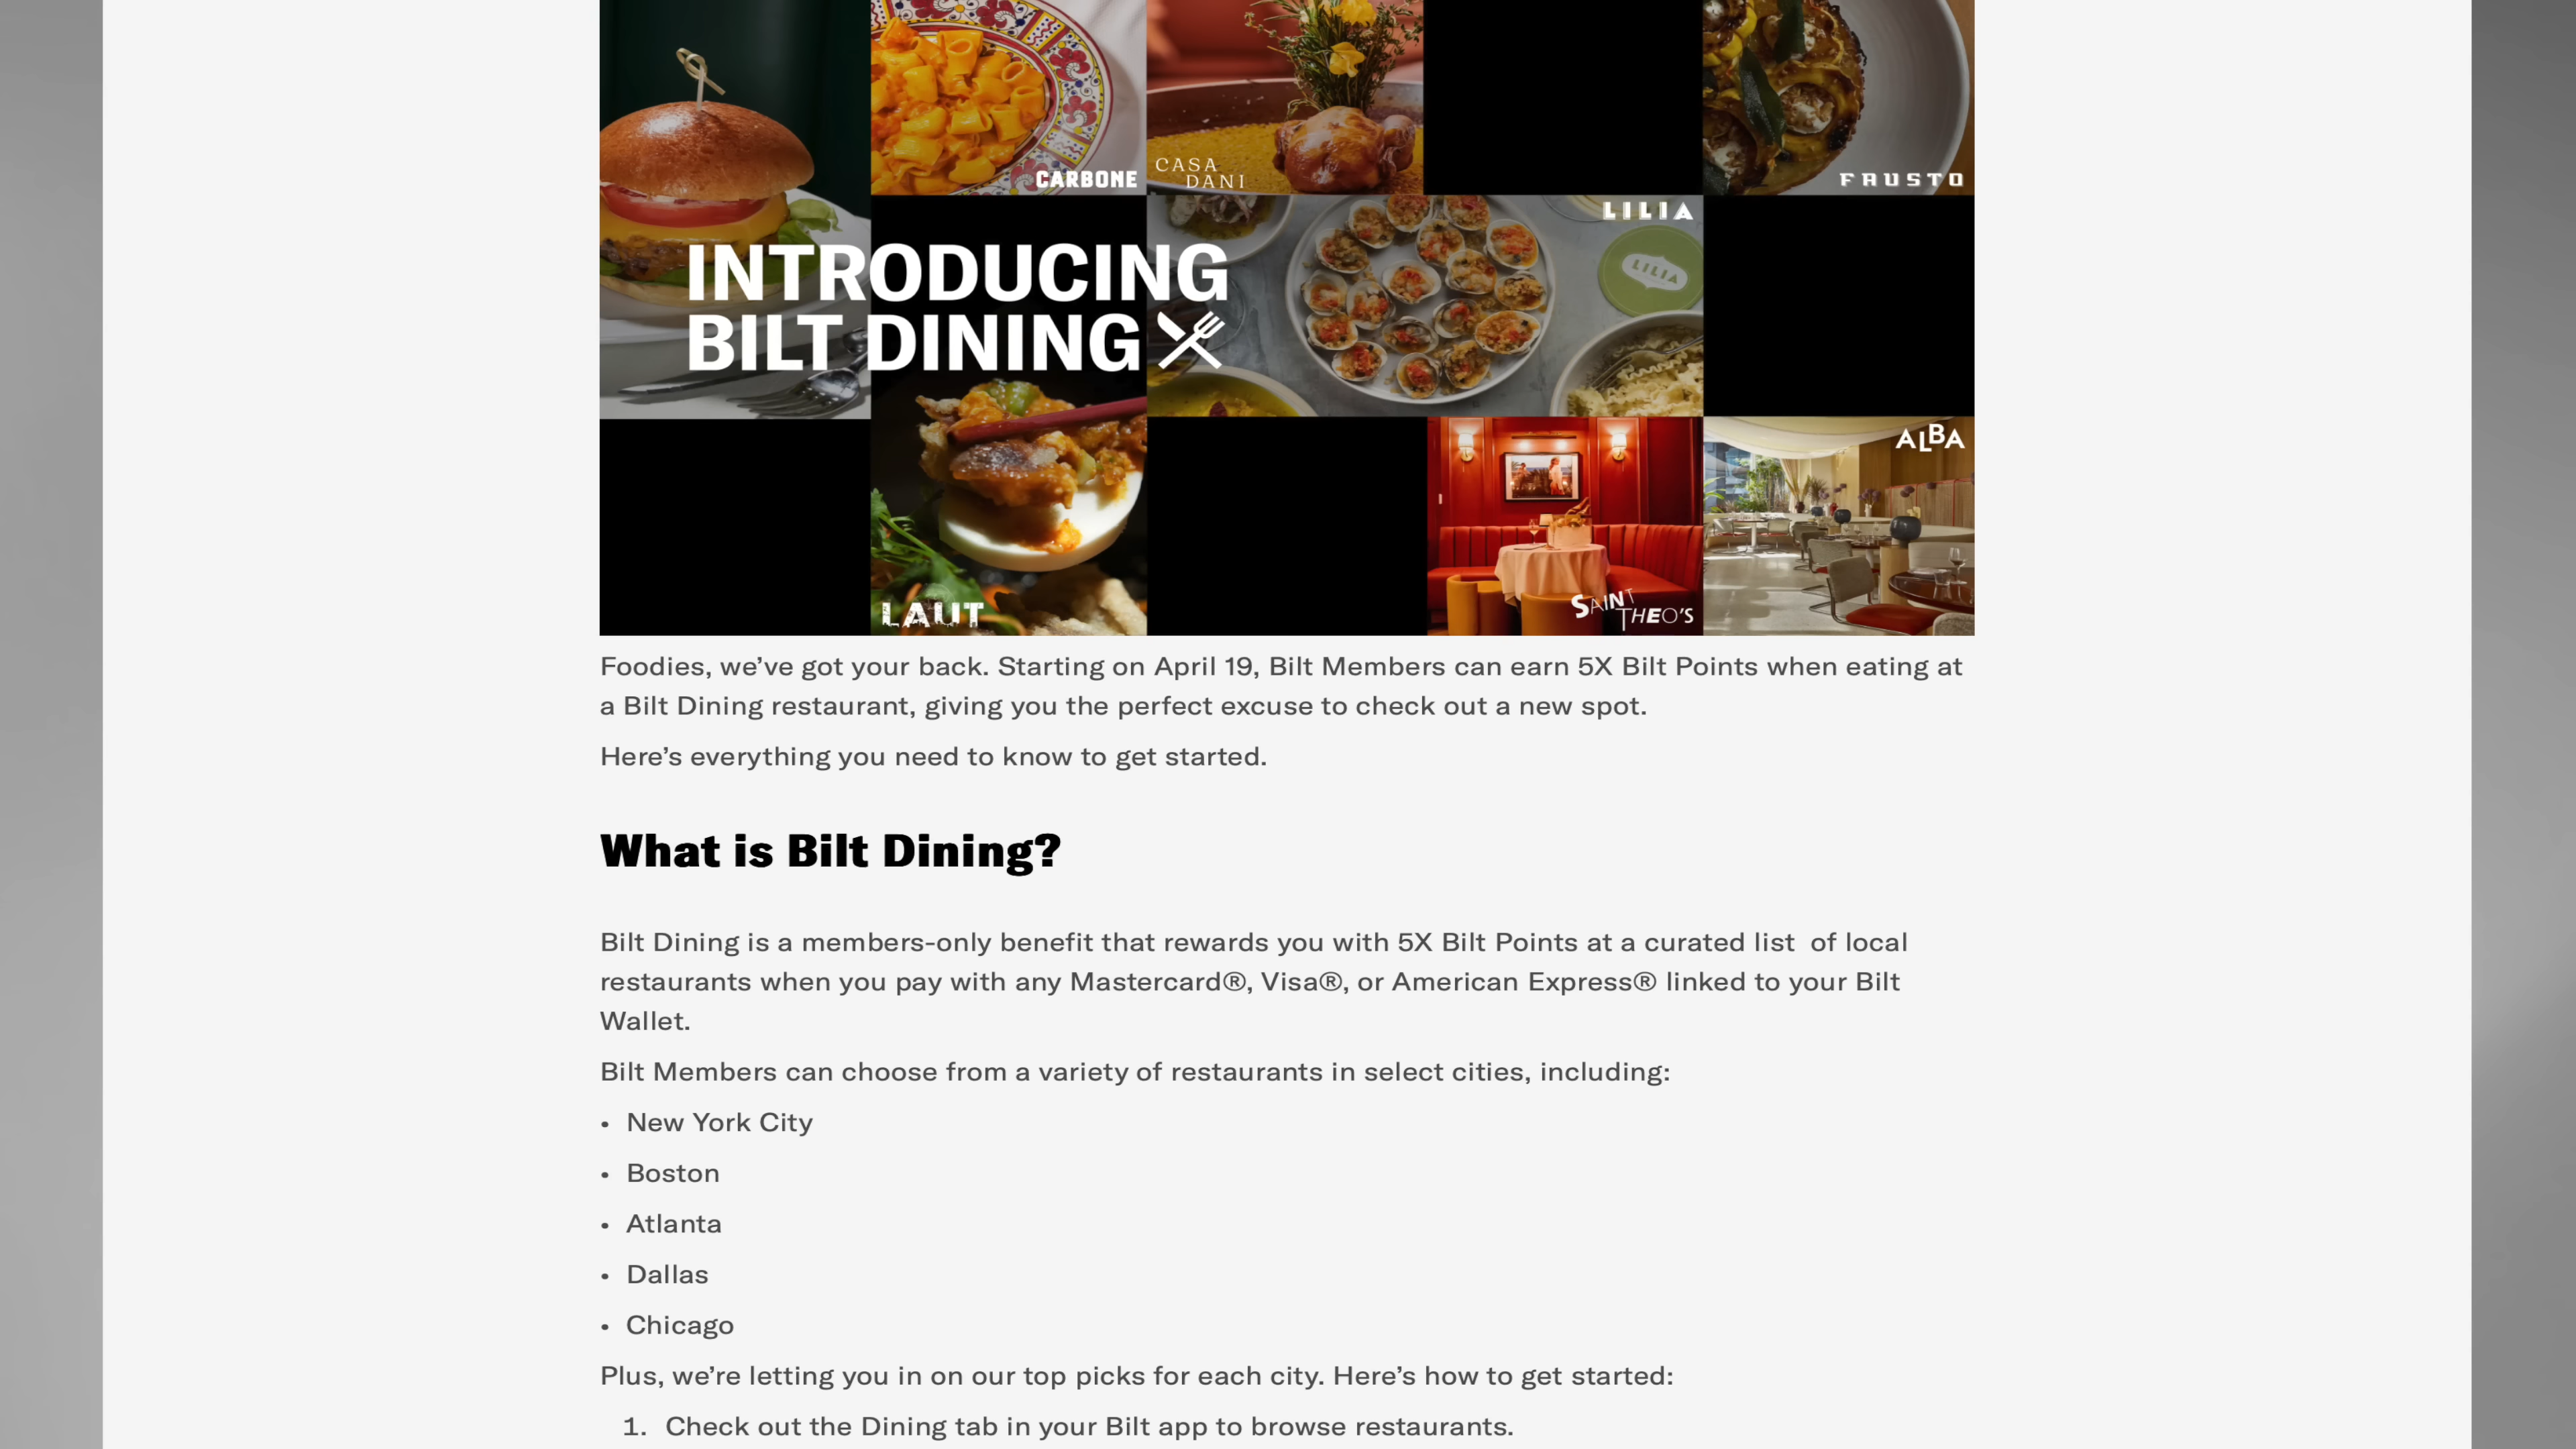 CARBONE
CASA
DANI
FAUSTO
LILIA
LILIA
INTRODUCING
BILT DINING
ALBA
LAUT
SAINT
THEO'S
Foodies, we’ve got your back. Starting on April 19, Bilt Members can earn 5X Bilt Points when eating at
a Bilt Dining restaurant, giving you the perfect excuse to check out a new spot.
Here’s everything you need to know to get started.
What is Bilt Dining?
Bilt Dining is a members-only benefit that rewards you with 5X Bilt Points at a curated list of local
restaurants when you pay with any Mastercard®, Visa®, or American Express® linked to your Bilt
Wallet.
Bilt Members can choose from a variety of restaurants in select cities, including:
• New York City
• Boston
• Atlanta
• Dallas
• Chicago
Plus, we’re letting you in on our top picks for each city. Here’s how to get started:
1. Check out the Dining tab in your Bilt app to browse restaurants.